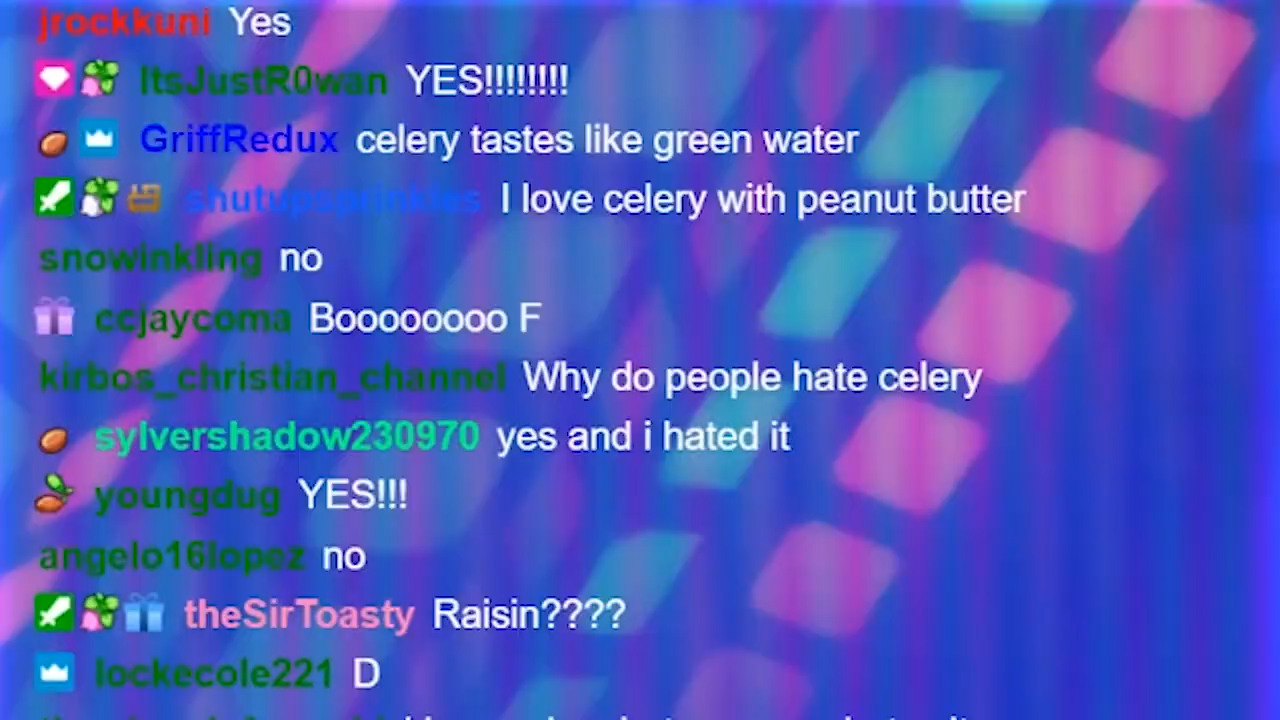 jrockkuni Yes
ItsJustR0wan YES!!!!!!!!
GriffRedux celery tastes like green water
shutupsprinkles I love celery with peanut butter
snowinkling no
ccjaycoma Boooooooo F
kirbos_christian_channel Why do people hate celery
sylvershadow230970 yes and i hated it
youngdug YES!!!
angelo16lopez no
theSirToasty Raisin????
lockecole221 D